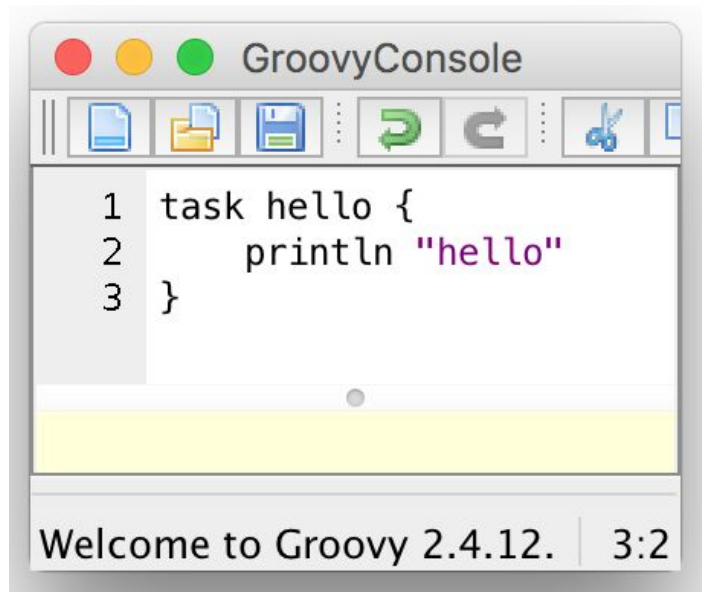 GroovyConsole
1 task hello {
2     println "hello"
3 }
Welcome to Groovy 2.4.12. 3:2